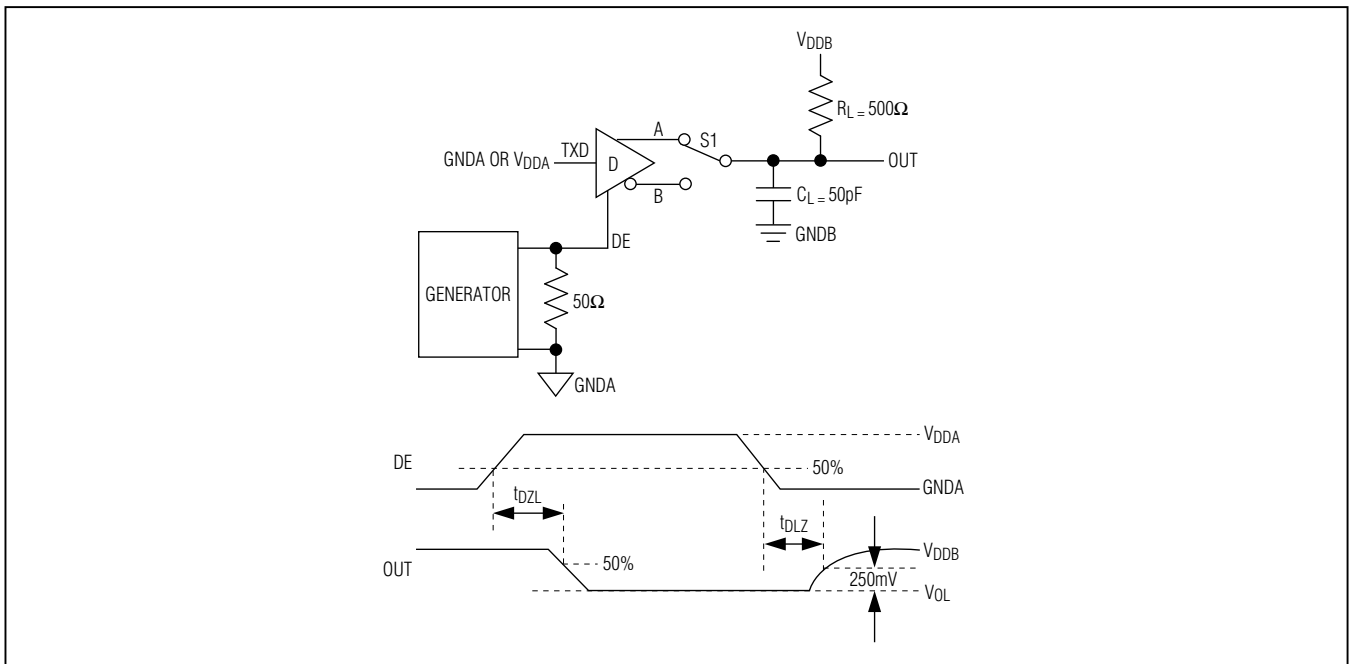 VDDB
RL = 500Ω
A
S1
GNDA OR VDDA
TXD
D
OUT
B
CL = 50pF
GNDB
DE
GENERATOR
50Ω
GNDA
VDDA
DE
50%
GNDA
tDZL
tDLZ
VDDB
OUT
50%
250mV
VOL